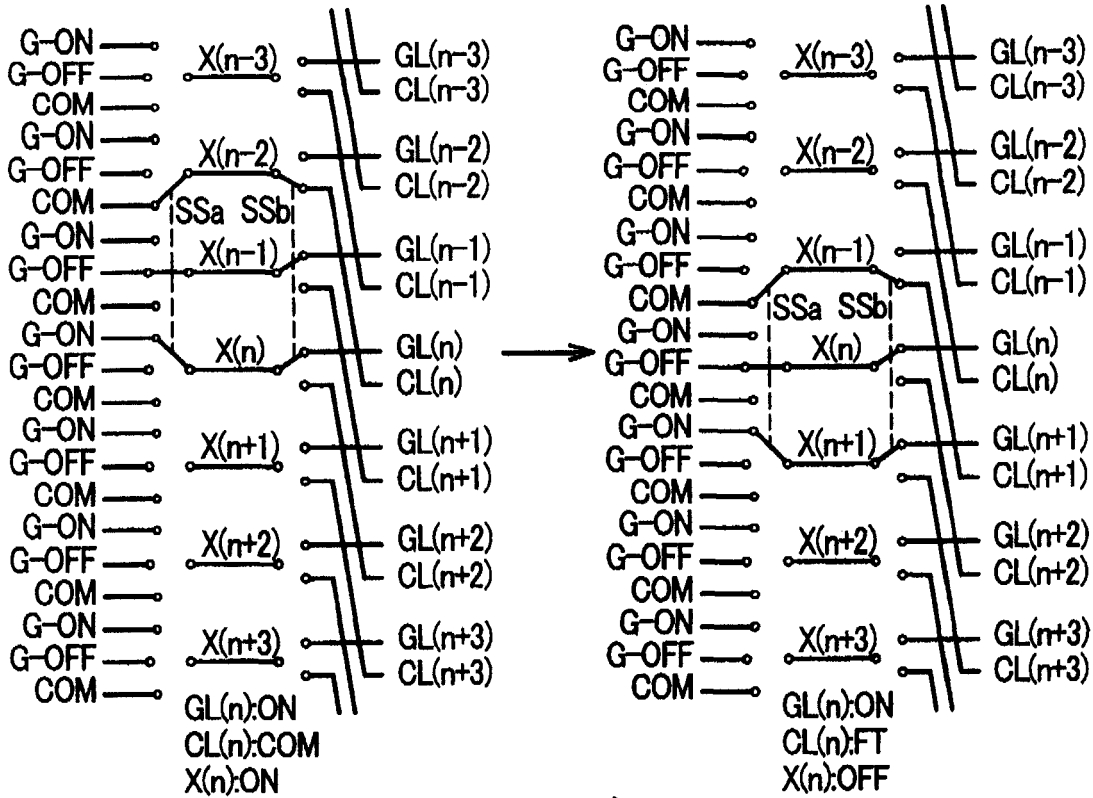 G-ON
G-OFF
COM
G-ON
G-OFF
COM
G-ON
G-OFF
COM
G-ON
G-OFF
COM
G-ON
G-OFF
COM
G-ON
G-OFF
COM
G-ON
G-OFF
COM
X(n-3)
X(n-2)
SSa SSb
X(n-1)
X(n)
X(n+1)
X(n+2)
X(n+3)
GL(n-3)
CL(n-3)
GL(n-2)
CL(n-2)
GL(n-1)
CL(n-1)
GL(n)
CL(n)
GL(n+1)
CL(n+1)
GL(n+2)
CL(n+2)
GL(n+3)
CL(n+3)
GL(n):ON
CL(n):COM
X(n):ON
G-ON
G-OFF
COM
G-ON
G-OFF
COM
G-ON
G-OFF
COM
G-ON
G-OFF
COM
G-ON
G-OFF
COM
G-ON
G-OFF
COM
G-ON
G-OFF
COM
X(n-3)
X(n-2)
X(n-1)
SSa SSb
X(n)
X(n+1)
X(n+2)
X(n+3)
GL(n-3)
CL(n-3)
GL(n-2)
CL(n-2)
GL(n-1)
CL(n-1)
GL(n)
CL(n)
GL(n+1)
CL(n+1)
GL(n+2)
CL(n+2)
GL(n+3)
CL(n+3)
GL(n):ON
CL(n):FT
X(n):OFF